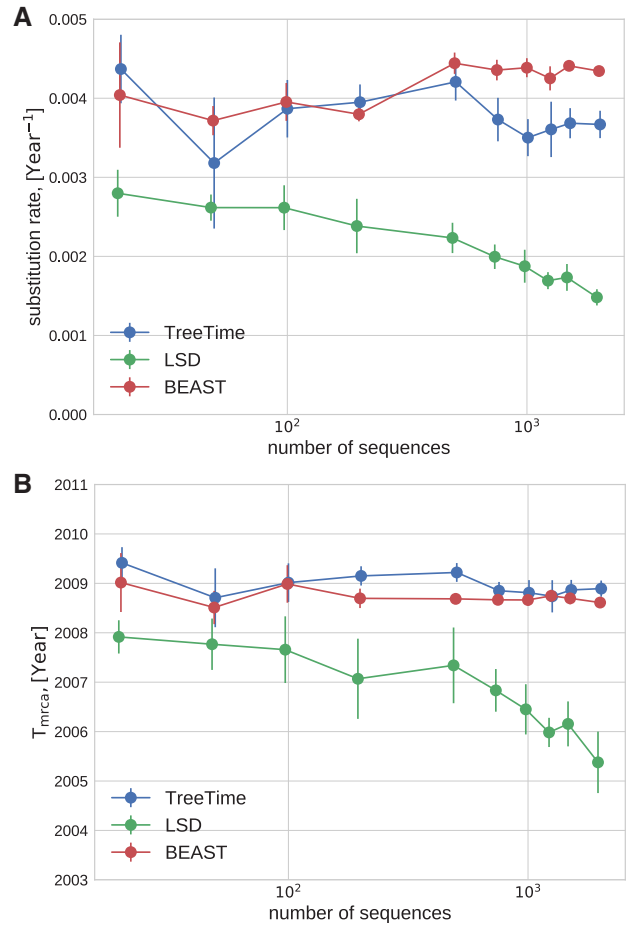 A
0.005
0.004
0.003
0.002
0.001
0.000
substitution rate, [Year⁻¹]
TreeTime
LSD
BEAST
10²
10³
number of sequences
B
2011
2010
2009
2008
2007
2006
2005
2004
2003
Tmrca, [Year]
TreeTime
LSD
BEAST
10²
10³
number of sequences